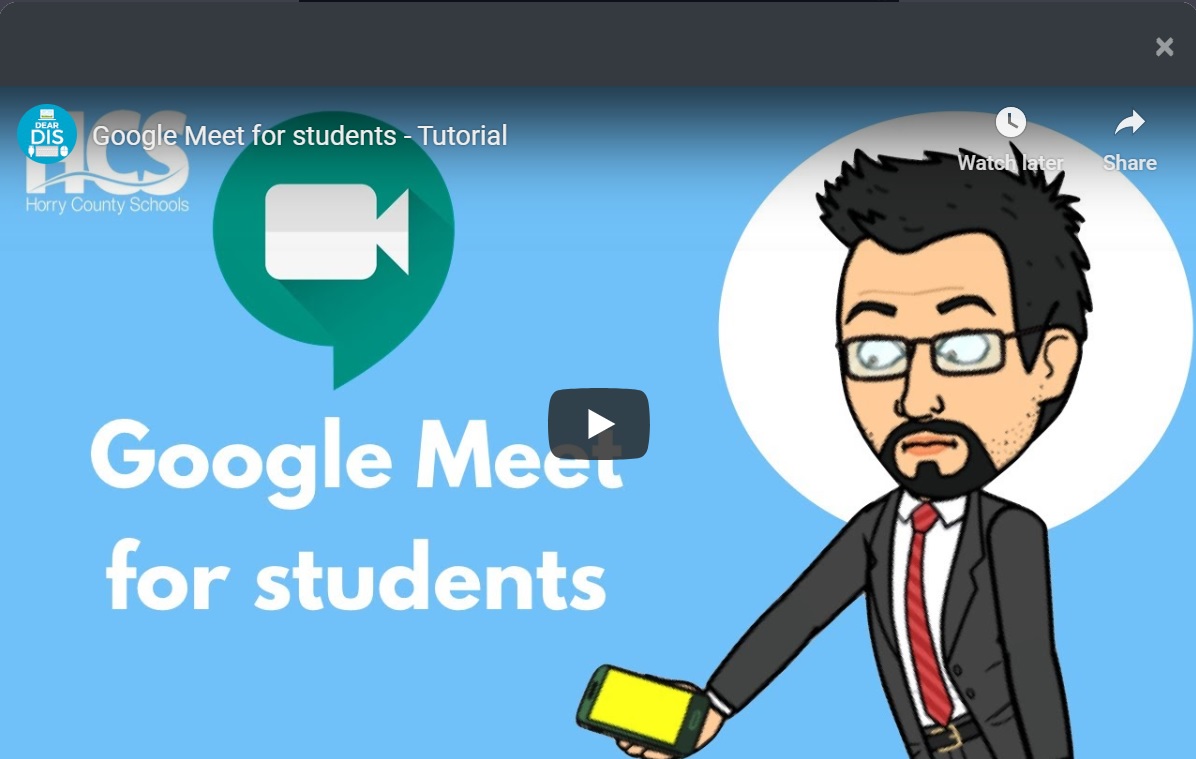 DEAR
DIS
Google Meet for students - Tutorial
Watch later
Share
HCS
Horry County Schools
Google Meet
for students